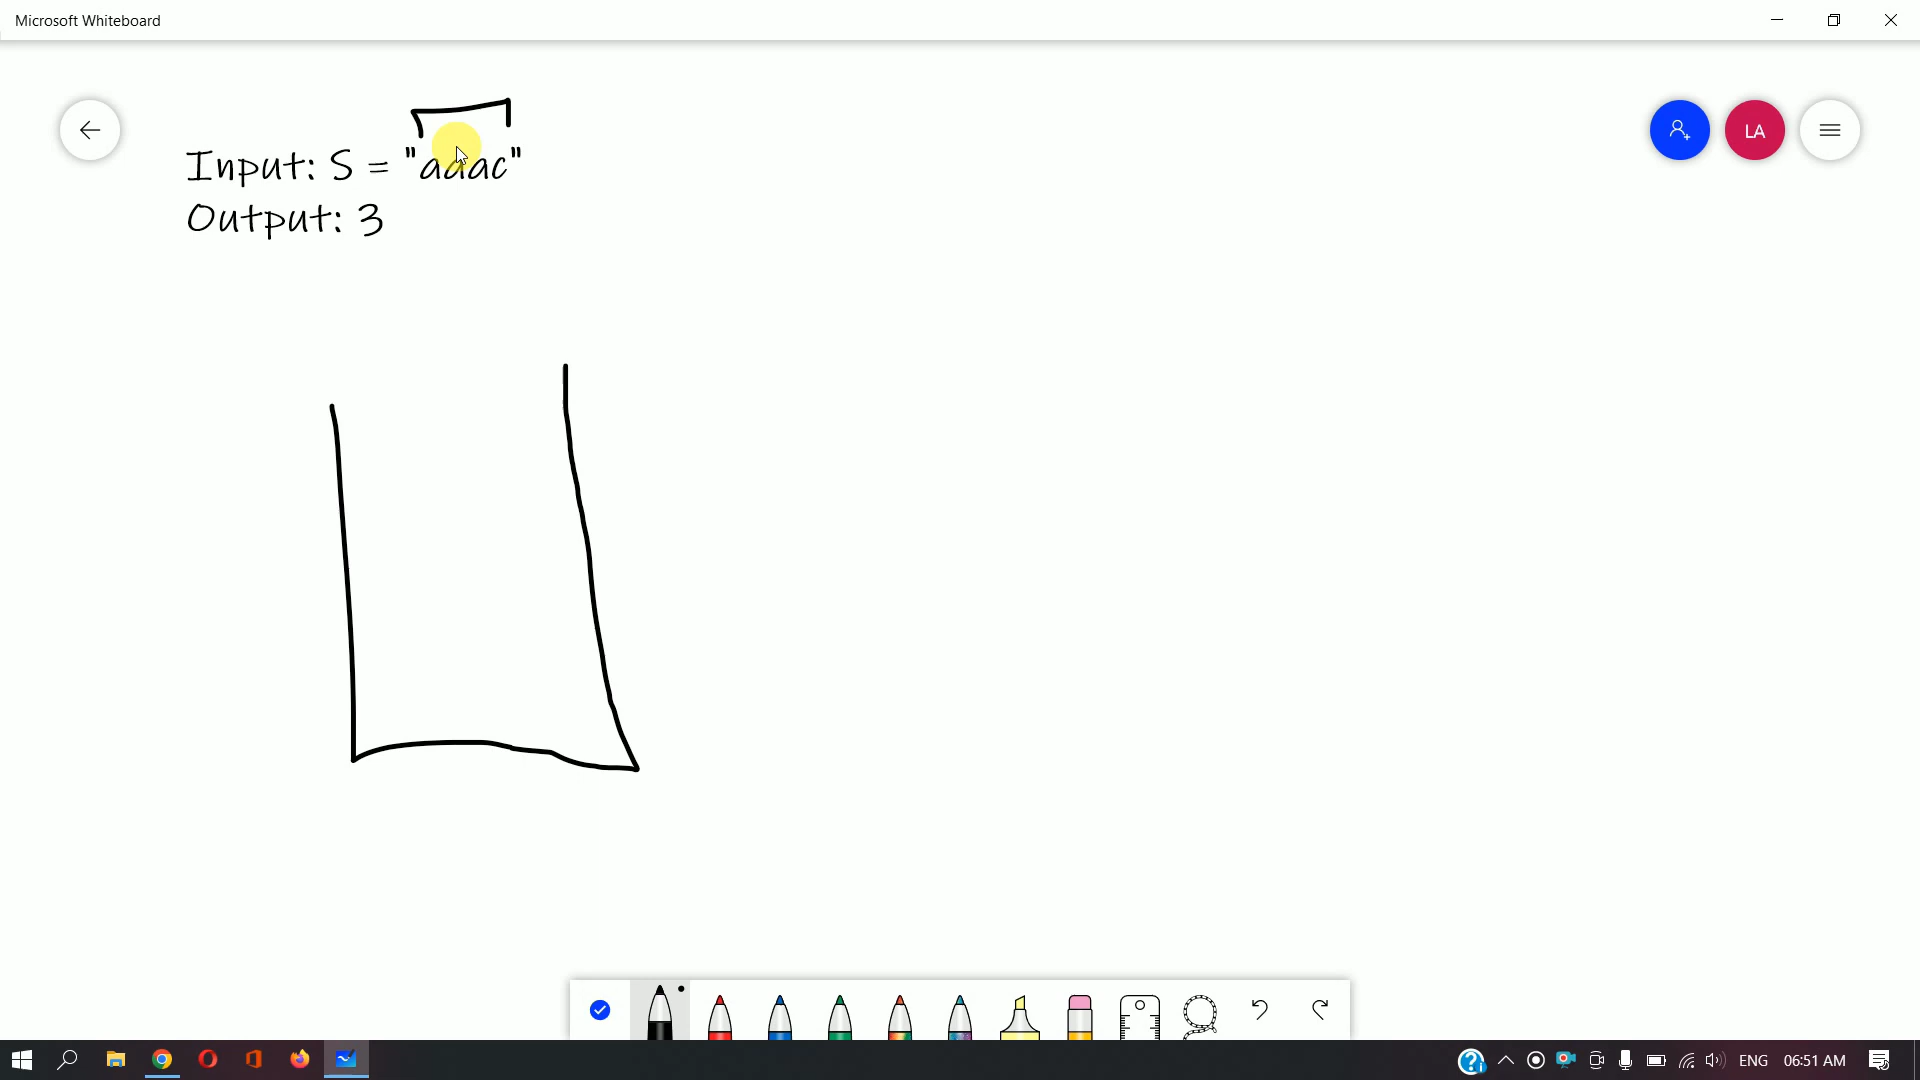 Microsoft Whiteboard
LA
Input: S = "aaac"
Output: 3
ENG
06:51 AM